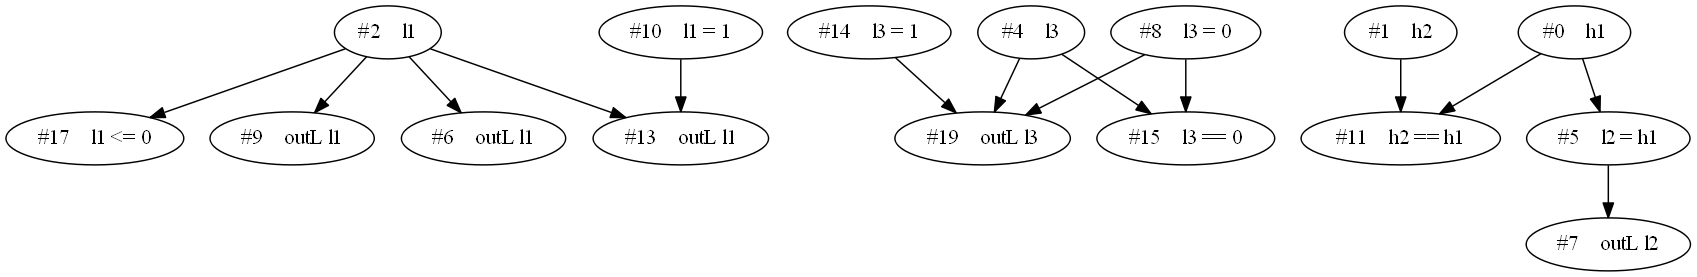 #2 l1
#10 l1 = 1
#14 l3 = 1
#4 l3
#8 l3 = 0
#1 h2
#0 h1
#17 l1 <= 0
#9 outL l1
#6 outL l1
#13 outL l1
#19 outL l3
#15 l3 == 0
#11 h2 == h1
#5 l2 = h1
#7 outL l2